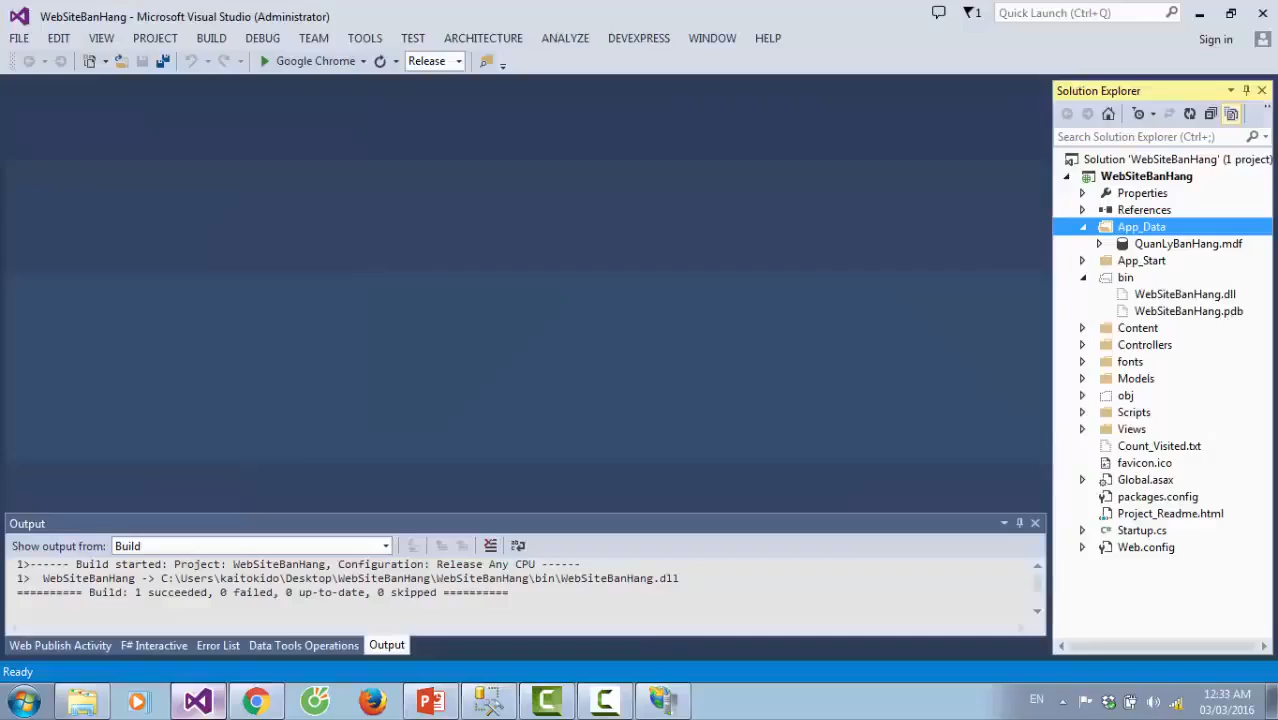 WebSiteBanHang - Microsoft Visual Studio (Administrator)
1
Quick Launch (Ctrl+Q)
FILE EDIT VIEW PROJECT BUILD DEBUG TEAM TOOLS TEST ARCHITECTURE ANALYZE DEVEXPRESS WINDOW HELP
Sign in
Google Chrome
Release
Solution Explorer
Search Solution Explorer (Ctrl+;)
Solution 'WebSiteBanHang' (1 project)
WebSiteBanHang
Properties
References
App_Data
QuanLyBanHang.mdf
App_Start
bin
WebSiteBanHang.dll
WebSiteBanHang.pdb
Content
Controllers
fonts
Models
obj
Scripts
Views
Count_Visited.txt
favicon.ico
Global.asax
packages.config
Project_Readme.html
Startup.cs
Web.config
Output
Show output from: Build
1>------ Build started: Project: WebSiteBanHang, Configuration: Release Any CPU ------
1> WebSiteBanHang -> C:\Users\kaitokido\Desktop\WebSiteBanHang\WebSiteBanHang\bin\WebSiteBanHang.dll
========== Build: 1 succeeded, 0 failed, 0 up-to-date, 0 skipped ==========
Web Publish Activity F# Interactive Error List Data Tools Operations Output
Ready
EN
12:33 AM
03/03/2016